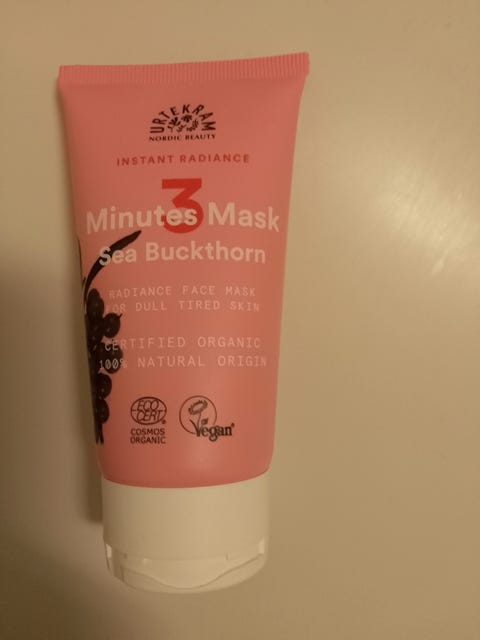 URTEKRAM
NORDIC BEAUTY
INSTANT RADIANCE
3
Minutes Mask
Sea Buckthorn
RADIANCE FACE MASK
FOR DULL TIRED SKIN
CERTIFIED ORGANIC
100% NATURAL ORIGIN
ECO
CERT
COSMOS
ORGANIC
Vegan